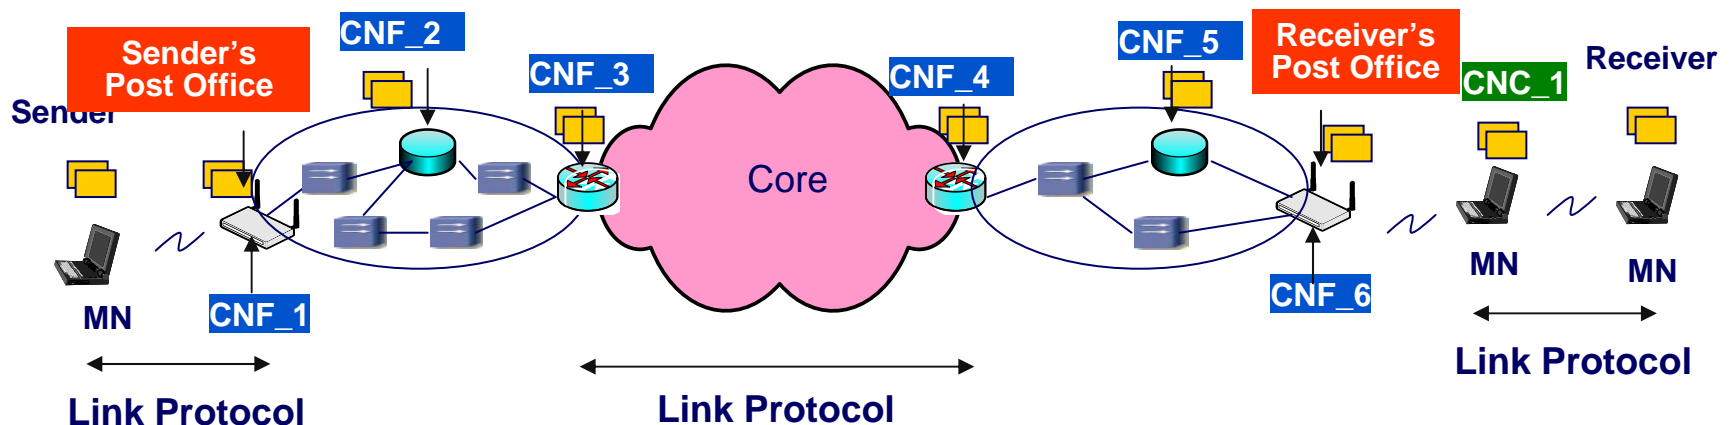 CNF_2
Sender's
Post Office
CNF_3
CNF_4
CNF_5
Receiver's
Post Office
CNC_1
Receiver
Sender
Core
MN
CNF_1
CNF_6
MN
MN
Link Protocol
Link Protocol
Link Protocol